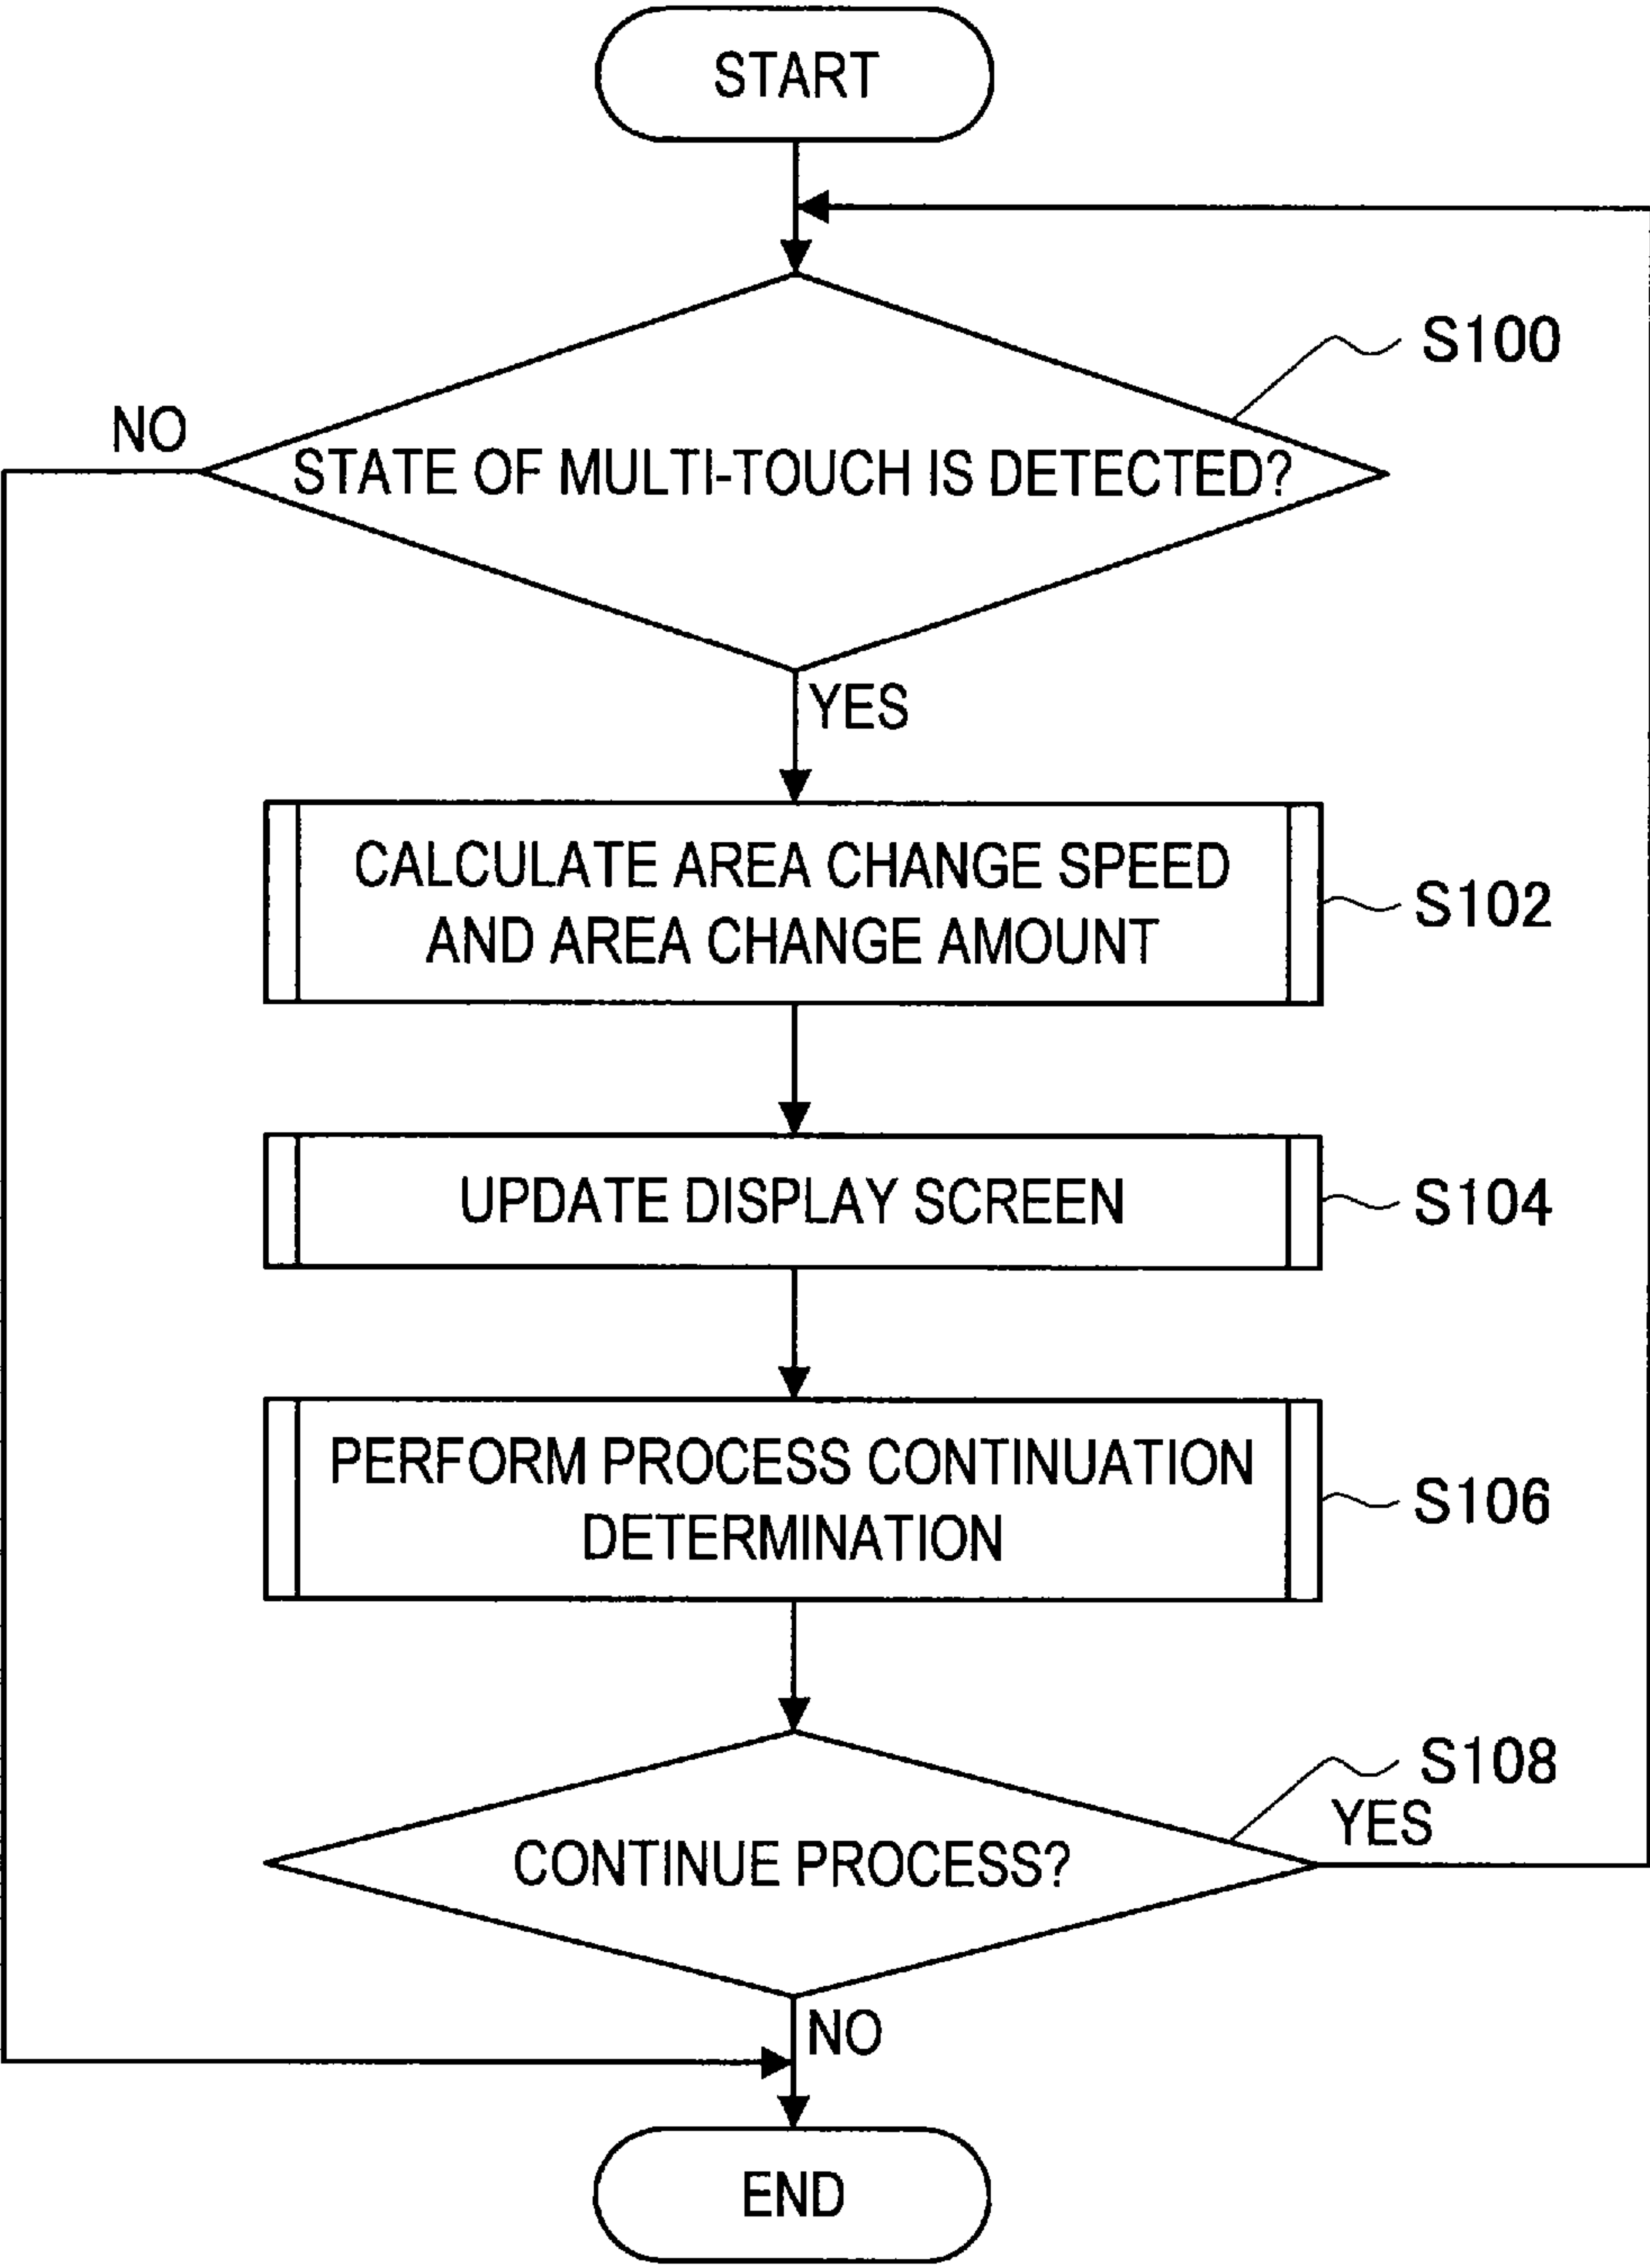 START
S100
NO
STATE OF MULTI-TOUCH IS DETECTED?
YES
CALCULATE AREA CHANGE SPEED
AND AREA CHANGE AMOUNT
S102
UPDATE DISPLAY SCREEN
S104
PERFORM PROCESS CONTINUATION
DETERMINATION
S106
S108
YES
CONTINUE PROCESS?
NO
END